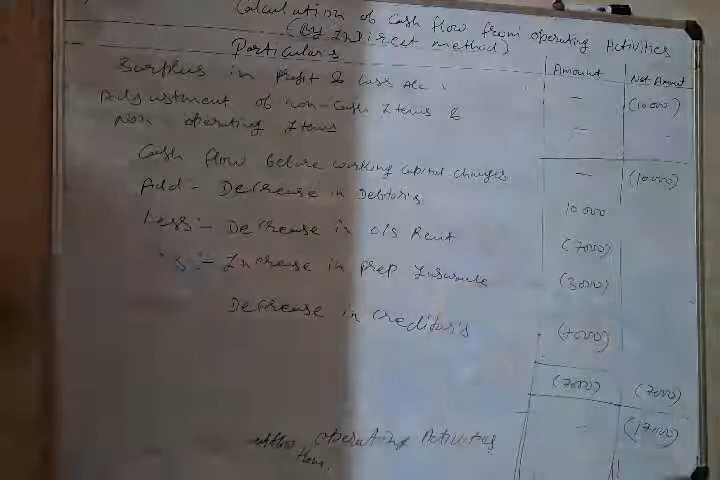 Calculation of Cash flow from operating Activities
(By InDirect method)
Particulars Amount Net Amount
Surplus in Profit & Loss A/c. - (10000)
Adjustment of non-Cash Items &
Non operating Items - -
Cash flow before working capital changes - (10000)
Add:- Decrease in Debtor's 10000
Less:- Decrease in O/s Rent (7000)
:- Increase in prep Insurance (3000)
Decrease in creditor's (7000)
(7000) (7000)
operating Activities - (17000)